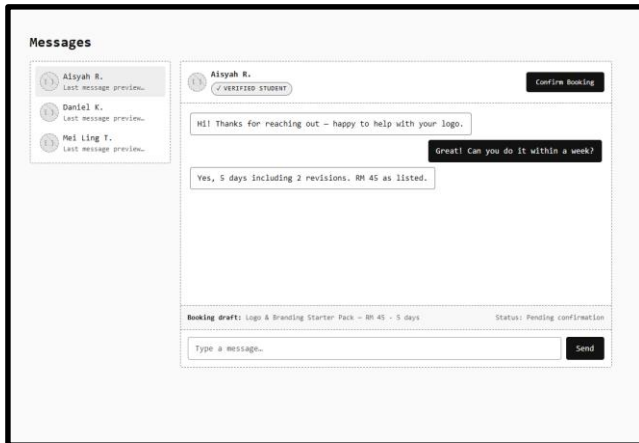 Messages
Aisyah R.
Last message preview…
Daniel K.
Last message preview…
Mei Ling T.
Last message preview…
Aisyah R.
✓ VERIFIED STUDENT
Confirm Booking
Hi! Thanks for reaching out — happy to help with your logo.
Great! Can you do it within a week?
Yes, 5 days including 2 revisions. RM 45 as listed.
Booking draft: Logo & Branding Starter Pack — RM 45 · 5 days
Status: Pending confirmation
Type a message…
Send